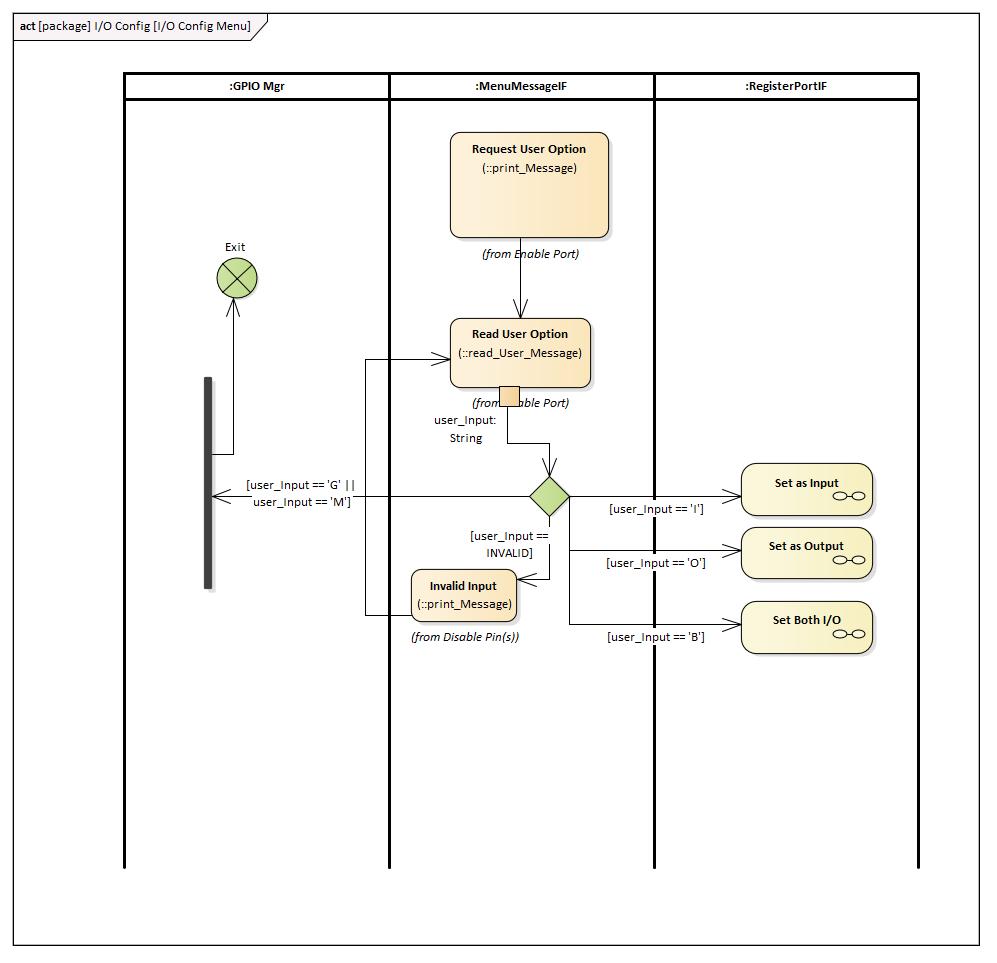 act [package] I/O Config [I/O Config Menu]
:GPIO Mgr
:MenuMessageIF
:RegisterPortIF
Request User Option
(::print_Message)
(from Enable Port)
Exit
Read User Option
(::read_User_Message)
(from able Port)
user_Input:
String
[user_Input == 'G' ||
user_Input == 'M']
[user_Input ==
INVALID]
Invalid Input
(::print_Message)
(from Disable Pin(s))
Set as Input
[user_Input == 'I']
Set as Output
[user_Input == 'O']
Set Both I/O
[user_Input == 'B']